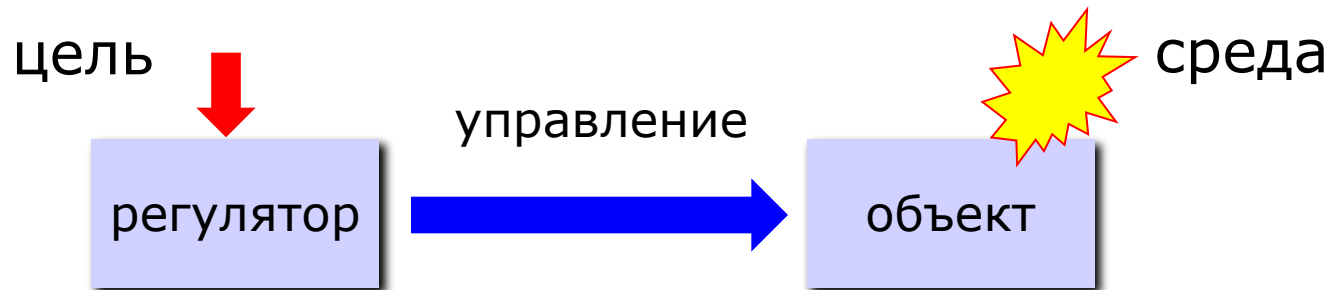 цель
среда
управление
регулятор
объект